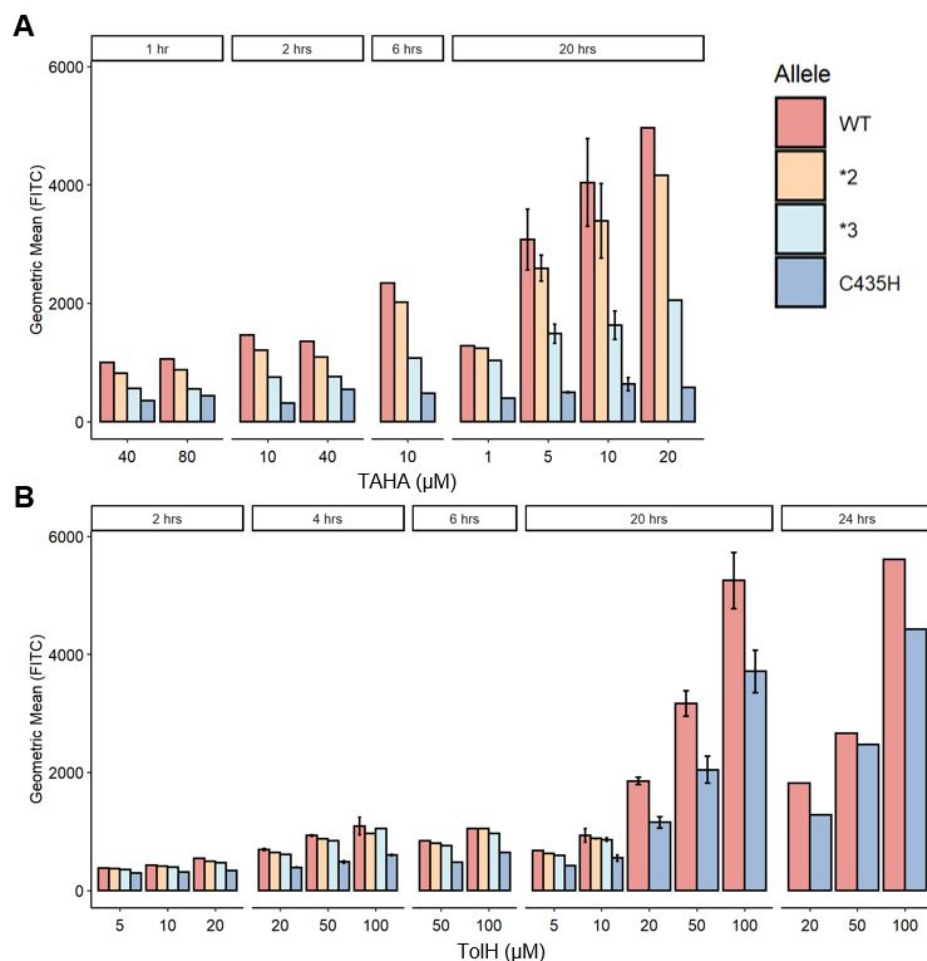 A
1 hr 2 hrs 6 hrs 20 hrs
6000
4000
2000
0
Geometric Mean (FITC)
40 80 10 40 10 1 5 10 20
TAHA (µM)
Allele
WT
*2
*3
C435H
B
2 hrs 4 hrs 6 hrs 20 hrs 24 hrs
6000
4000
2000
0
Geometric Mean (FITC)
5 10 20 20 50 100 50 100 5 10 20 50 100 20 50 100
TolH (µM)